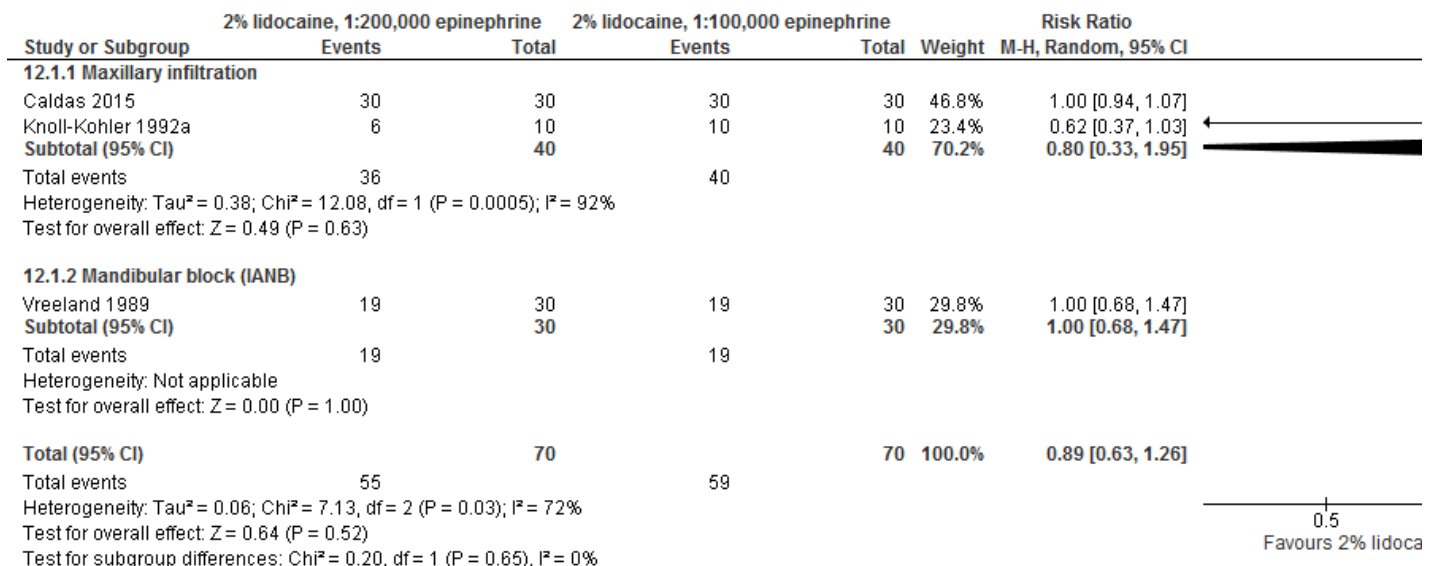 2% lidocaine, 1:200,000 epinephrine 2% lidocaine, 1:100,000 epinephrine Risk Ratio
Study or Subgroup Events Total Events Total Weight M-H, Random, 95% CI
12.1.1 Maxillary infiltration
Caldas 2015 30 30 30 30 46.8% 1.00 [0.94, 1.07]
Knoll-Kohler 1992a 6 10 10 10 23.4% 0.62 [0.37, 1.03]
Subtotal (95% CI) 40 40 70.2% 0.80 [0.33, 1.95]
Total events 36 40
Heterogeneity: Tau² = 0.38; Chi² = 12.08, df = 1 (P = 0.0005); I² = 92%
Test for overall effect: Z = 0.49 (P = 0.63)
12.1.2 Mandibular block (IANB)
Vreeland 1989 19 30 19 30 29.8% 1.00 [0.68, 1.47]
Subtotal (95% CI) 30 30 29.8% 1.00 [0.68, 1.47]
Total events 19 19
Heterogeneity: Not applicable
Test for overall effect: Z = 0.00 (P = 1.00)
Total (95% CI) 70 70 100.0% 0.89 [0.63, 1.26]
Total events 55 59
Heterogeneity: Tau² = 0.06; Chi² = 7.13, df = 2 (P = 0.03); I² = 72%
0.5
Test for overall effect: Z = 0.64 (P = 0.52)
Favours 2% lidoca
Test for subgroup differences: Chi² = 0.20, df = 1 (P = 0.65), I² = 0%